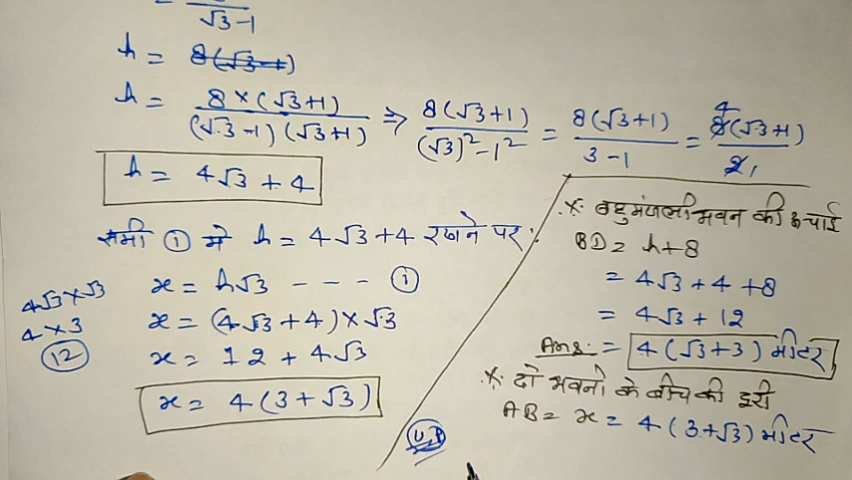 √3-1
h = 8(√3-1)
h = 8×(√3+1) / (√3-1)(√3+1) ⇒ 8(√3+1) / (√3)²-1² = 8(√3+1) / 3-1 = 4 8(√3+1) / 2 1
h = 4√3+4
समी ① में h = 4√3+4 रखने पर :
x = h√3 --- ①
4√3×√3
x = (4√3+4)×√3
4×3
x = 12 + 4√3
12
x = 4(3+√3)
* बहुमंजली भवन की ऊंचाई
BD = h+8
= 4√3+4+8
= 4√3+12
Ans. = 4(√3+3) मीटर
* दो भवनो के बीच की दूरी
AB = x = 4(3+√3) मीटर
U.P